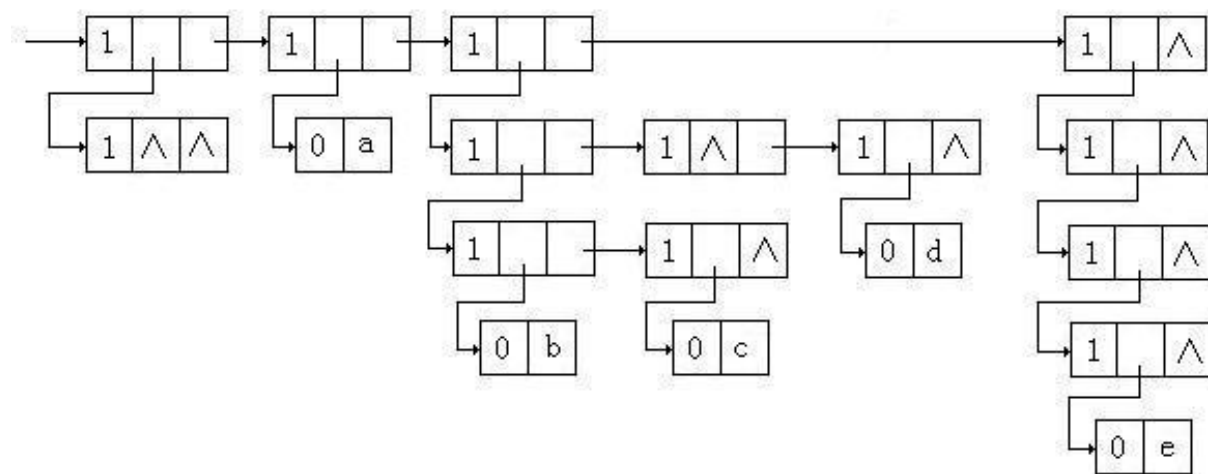 1 1 1 1 ∧
1 ∧ ∧ 0 a 1 1 ∧ 1 ∧ 1 ∧
1 1 ∧ 0 d 1 ∧
0 b 0 c 1 ∧
0 e